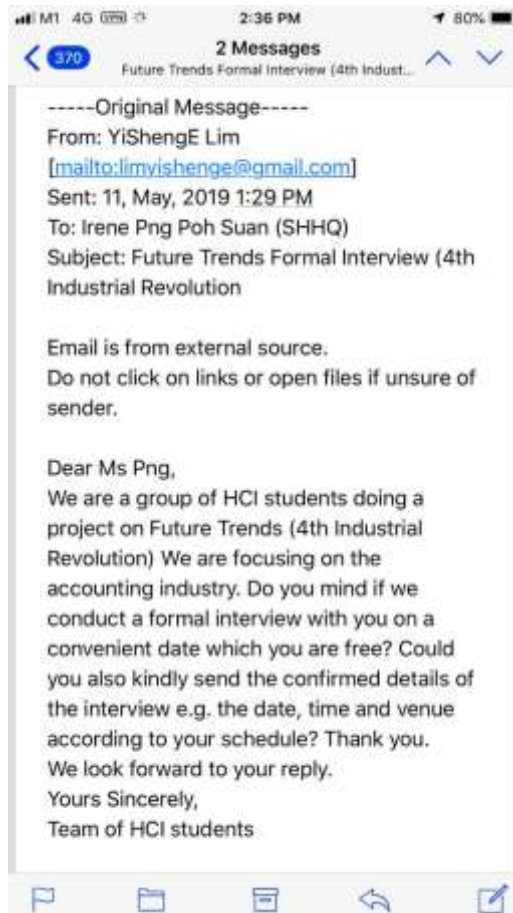 M1 4G VPN 2:36 PM 80%
370
2 Messages
Future Trends Formal Interview (4th Indust...
-----Original Message-----
From: YiShengE Lim
[mailto:limyishenge@gmail.com]
Sent: 11, May, 2019 1:29 PM
To: Irene Png Poh Suan (SHHQ)
Subject: Future Trends Formal Interview (4th
Industrial Revolution
Email is from external source.
Do not click on links or open files if unsure of
sender.
Dear Ms Png,
We are a group of HCI students doing a
project on Future Trends (4th Industrial
Revolution) We are focusing on the
accounting industry. Do you mind if we
conduct a formal interview with you on a
convenient date which you are free? Could
you also kindly send the confirmed details of
the interview e.g. the date, time and venue
according to your schedule? Thank you.
We look forward to your reply.
Yours Sincerely,
Team of HCI students